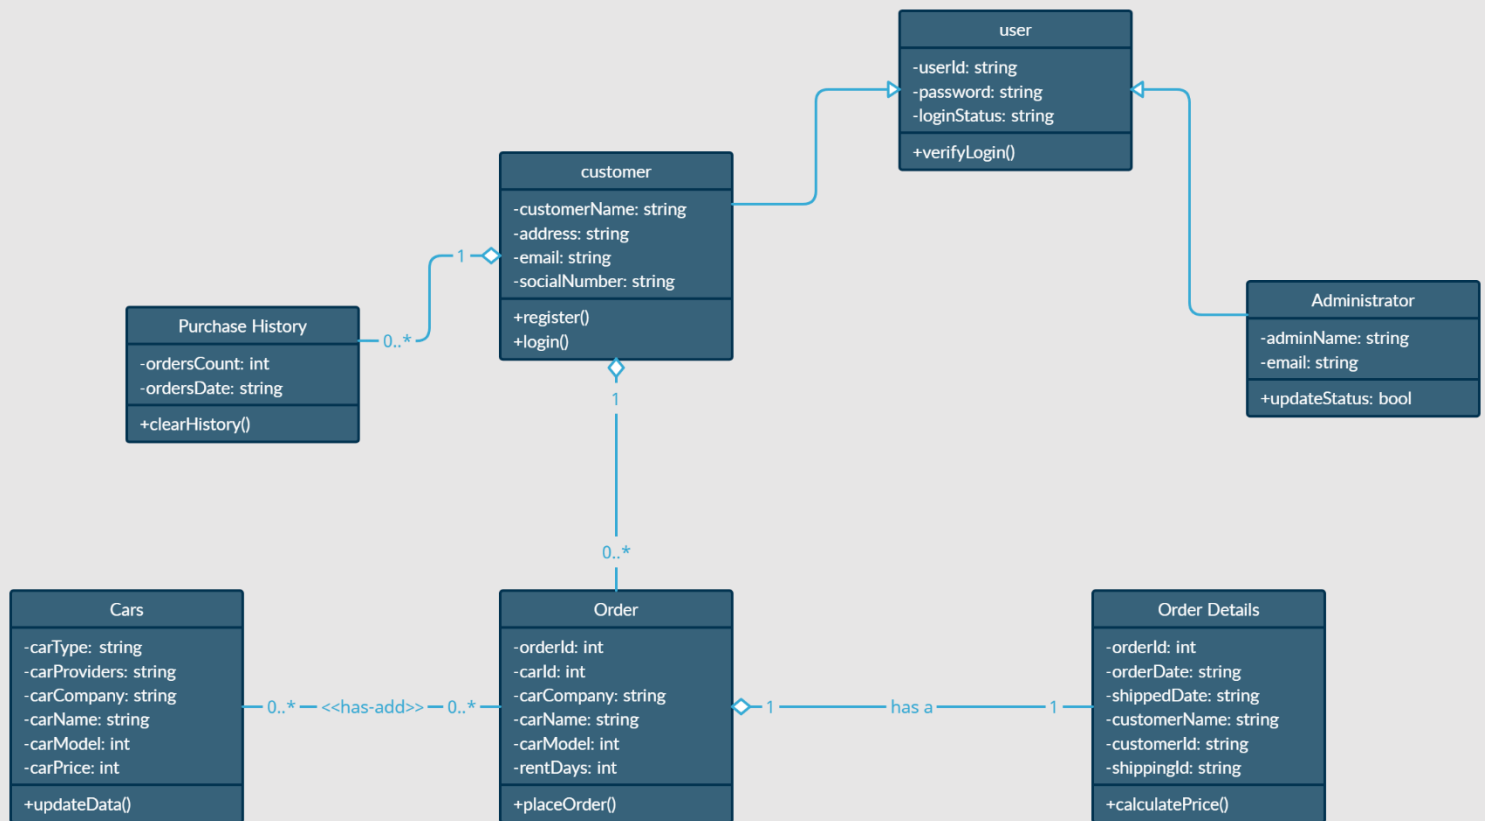 user
-userId: string
-password: string
-loginStatus: string
+verifyLogin()
customer
-customerName: string
-address: string
-email: string
-socialNumber: string
+register()
+login()
1
0..*
Purchase History
-ordersCount: int
-ordersDate: string
+clearHistory()
Administrator
-adminName: string
-email: string
+updateStatus: bool
1
0..*
Cars
-carType: string
-carProviders: string
-carCompany: string
-carName: string
-carModel: int
-carPrice: int
+updateData()
0..* <<has-add>> 0..*
Order
-orderId: int
-carId: int
-carCompany: string
-carName: string
-carModel: int
-rentDays: int
+placeOrder()
1 has a 1
Order Details
-orderId: int
-orderDate: string
-shippedDate: string
-customerName: string
-customerId: string
-shippingId: string
+calculatePrice()